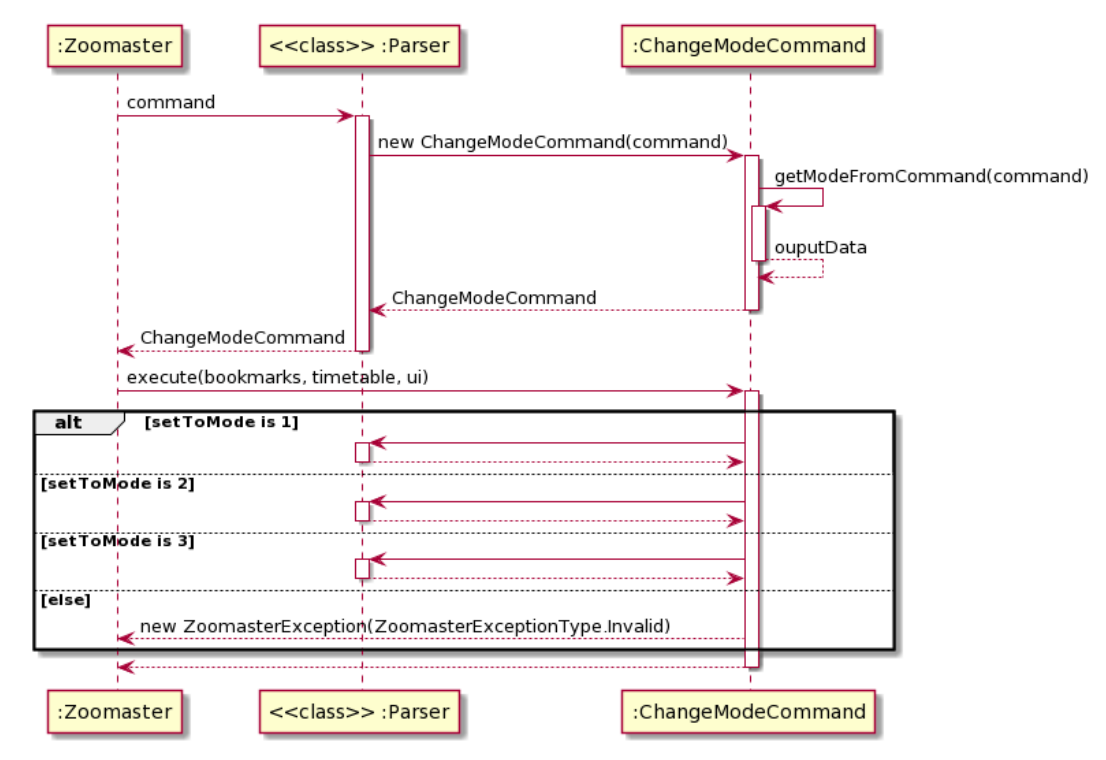 :Zoomaster
<<class>> :Parser
:ChangeModeCommand
command
new ChangeModeCommand(command)
getModeFromCommand(command)
ouputData
ChangeModeCommand
ChangeModeCommand
execute(bookmarks, timetable, ui)
alt
[setToMode is 1]
[setToMode is 2]
[setToMode is 3]
[else]
new ZoomasterException(ZoomasterExceptionType.Invalid)
:Zoomaster
<<class>> :Parser
:ChangeModeCommand